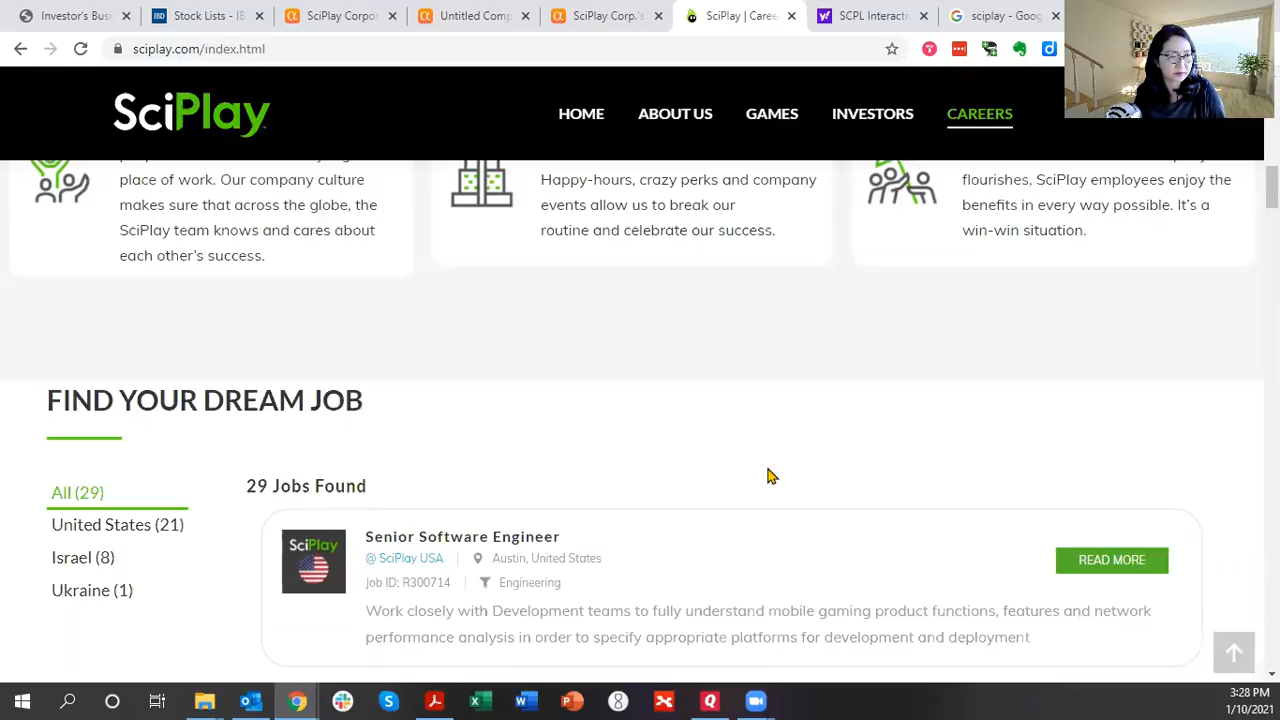 Investor's Busi
Stock Lists - IB
SciPlay Corpor
Untitled Comp
SciPlay Corp.'s
SciPlay | Caree
SCPL Interacti
sciplay - Goog
sciplay.com/index.html
SciPlay
HOME
ABOUT US
GAMES
INVESTORS
CAREERS
place of work. Our company culture
makes sure that across the globe, the
SciPlay team knows and cares about
each other's success.
Happy-hours, crazy perks and company
events allow us to break our
routine and celebrate our success.
flourishes, SciPlay employees enjoy the
benefits in every way possible. It's a
win-win situation.
FIND YOUR DREAM JOB
All (29)
United States (21)
Israel (8)
Ukraine (1)
29 Jobs Found
SciPlay
Senior Software Engineer
@ SciPlay USA
Austin, United States
Job ID: R300714
Engineering
Work closely with Development teams to fully understand mobile gaming product functions, features and network
performance analysis in order to specify appropriate platforms for development and deployment
READ MORE
3:28 PM
1/10/2021